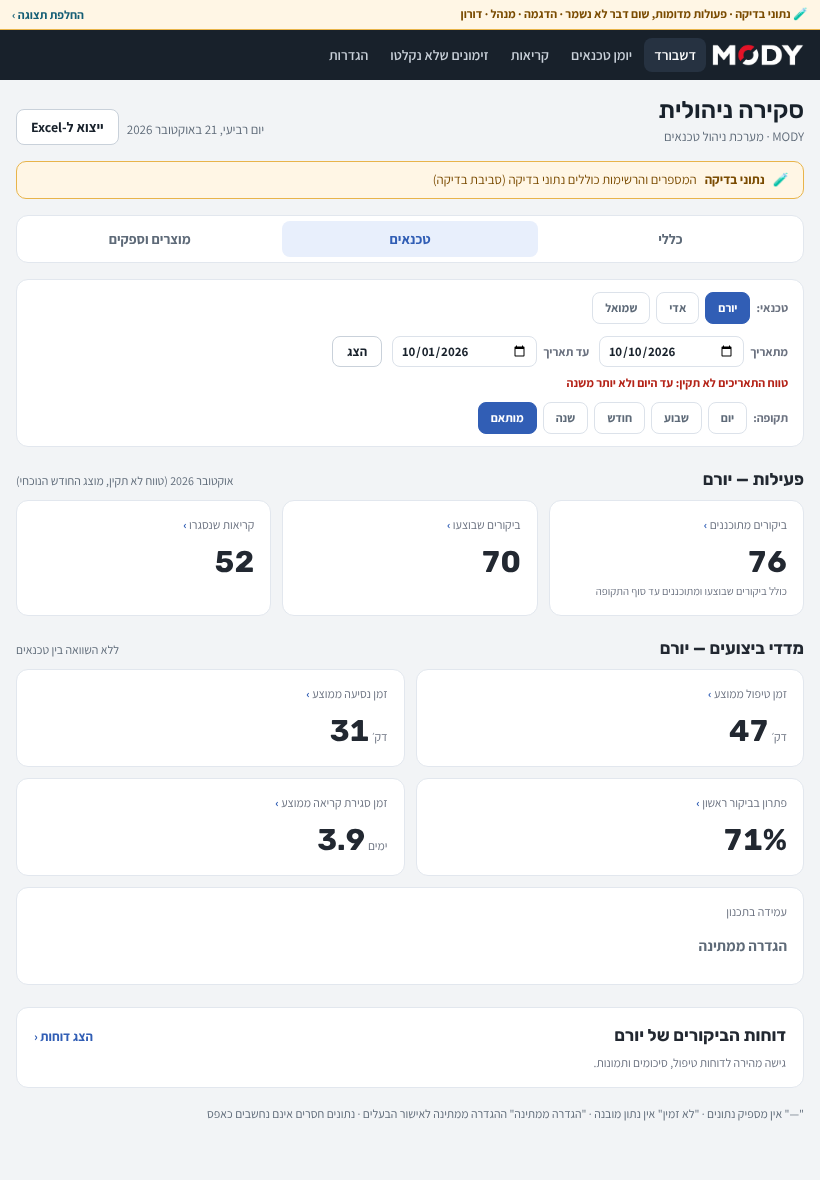 🧪 נתוני בדיקה · פעולות מדומות, שום דבר לא נשמר · הדגמה · מנהל · דורון
החלפת תצוגה ‹
MODY
דשבורד
יומן טכנאים
קריאות
זימונים שלא נקלטו
הגדרות
סקירה ניהולית
MODY · מערכת ניהול טכנאים
יום רביעי, 21 באוקטובר 2026
ייצוא ל-Excel
🧪 נתוני בדיקה המספרים והרשימות כוללים נתוני בדיקה (סביבת בדיקה)
כללי
טכנאים
מוצרים וספקים
טכנאי:
יורם
אדי
שמואל
מתאריך
10/10/2026
עד תאריך
10/01/2026
הצג
טווח התאריכים לא תקין: עד היום ולא יותר משנה
תקופה:
יום
שבוע
חודש
שנה
מותאם
פעילות — יורם
אוקטובר 2026 (טווח לא תקין, מוצג החודש הנוכחי)
ביקורים מתוכננים ‹
76
כולל ביקורים שבוצעו ומתוכננים עד סוף התקופה
ביקורים שבוצעו ‹
70
קריאות שנסגרו ‹
52
מדדי ביצועים — יורם
ללא השוואה בין טכנאים
זמן טיפול ממוצע ‹
47 דק׳
זמן נסיעה ממוצע ‹
31 דק׳
פתרון בביקור ראשון ‹
71%
זמן סגירת קריאה ממוצע ‹
3.9 ימים
עמידה בתכנון
הגדרה ממתינה
דוחות הביקורים של יורם
הצג דוחות ‹
גישה מהירה לדוחות טיפול, סיכומים ותמונות.
"—" אין מספיק נתונים · "לא זמין" אין נתון מובנה · "הגדרה ממתינה" ההגדרה ממתינה לאישור הבעלים · נתונים חסרים אינם נחשבים כאפס